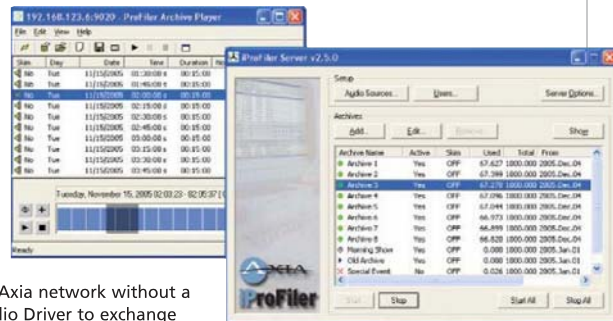 192.168.123.6:9020 - ProFiler Archive Player
File Edit View Help
Skim Day Date Time Duration
No Tue 11/15/2005 01:30:00 00:15:00
No Tue 11/15/2005 01:45:00 00:15:00
No Tue 11/15/2005 02:00:00 00:15:00
No Tue 11/15/2005 02:15:00 00:15:00
No Tue 11/15/2005 02:30:00 00:15:00
No Tue 11/15/2005 02:45:00 00:15:00
No Tue 11/15/2005 03:00:00 00:15:00
No Tue 11/15/2005 03:15:00 00:15:00
No Tue 11/15/2005 03:30:00 00:15:00
No Tue 11/15/2005 03:45:00 00:15:00
Tuesday, November 15, 2005 02:03:23 - 02:05:37
Ready
iProFiler Server v2.5.0
Setup
Audio Sources... Users... Server Options...
Archives
Add... Edit... Remove Show
Archive Name Active Skim Used Total From
Archive 1 Yes OFF 67.627 1000.000 2005.Dec.04
Archive 2 Yes OFF 67.399 1000.000 2005.Dec.04
Archive 3 Yes OFF 67.270 1000.000 2005.Dec.04
Archive 4 Yes OFF 67.096 1000.000 2005.Dec.04
Archive 5 Yes OFF 67.044 1000.000 2005.Dec.04
Archive 6 Yes OFF 66.973 1000.000 2005.Dec.04
Archive 7 Yes OFF 66.899 1000.000 2005.Dec.04
Archive 8 Yes OFF 66.820 1000.000 2005.Dec.04
Morning Show Yes OFF 0.000 1000.000 2005.Jan.01
Old Archive Yes OFF 0.000 1000.000 2005.Jan.01
Special Event No OFF 0.026 1000.000 2005.Jan.01
AXIA
iProFiler
Start Stop Start All Stop All
Axia network without a
dio Driver to exchange